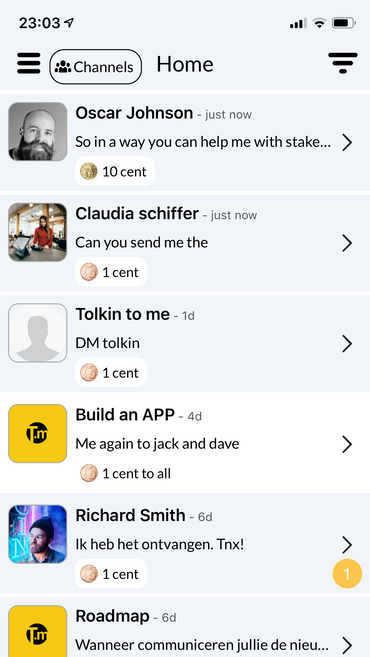 23:03
Channels
Home
Oscar Johnson - just now
So in a way you can help me with stake...
10 cent
Claudia schiffer - just now
Can you send me the
1 cent
Tolkin to me - 1d
DM tolkin
1 cent
T.m
Build an APP - 4d
Me again to jack and dave
1 cent to all
Richard Smith - 6d
Ik heb het ontvangen. Tnx!
1 cent
1
T.m
Roadmap - 6d
Wanneer communiceren jullie de nieu...